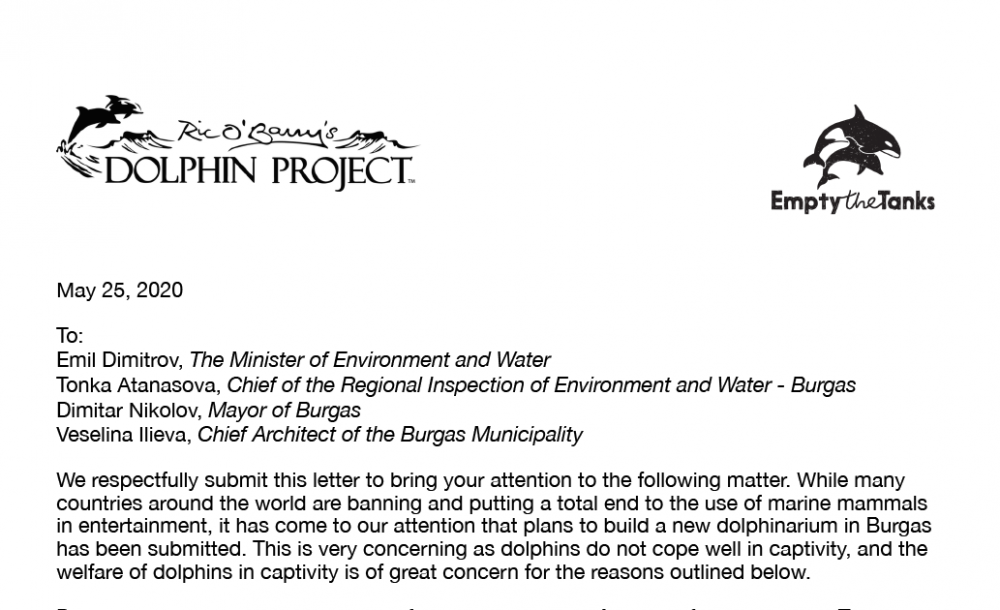 Ric O'Barry's
DOLPHIN PROJECT™
Empty the Tanks
May 25, 2020
To:
Emil Dimitrov, The Minister of Environment and Water
Tonka Atanasova, Chief of the Regional Inspection of Environment and Water - Burgas
Dimitar Nikolov, Mayor of Burgas
Veselina Ilieva, Chief Architect of the Burgas Municipality
We respectfully submit this letter to bring your attention to the following matter. While many
countries around the world are banning and putting a total end to the use of marine mammals
in entertainment, it has come to our attention that plans to build a new dolphinarium in Burgas
has been submitted. This is very concerning as dolphins do not cope well in captivity, and the
welfare of dolphins in captivity is of great concern for the reasons outlined below.